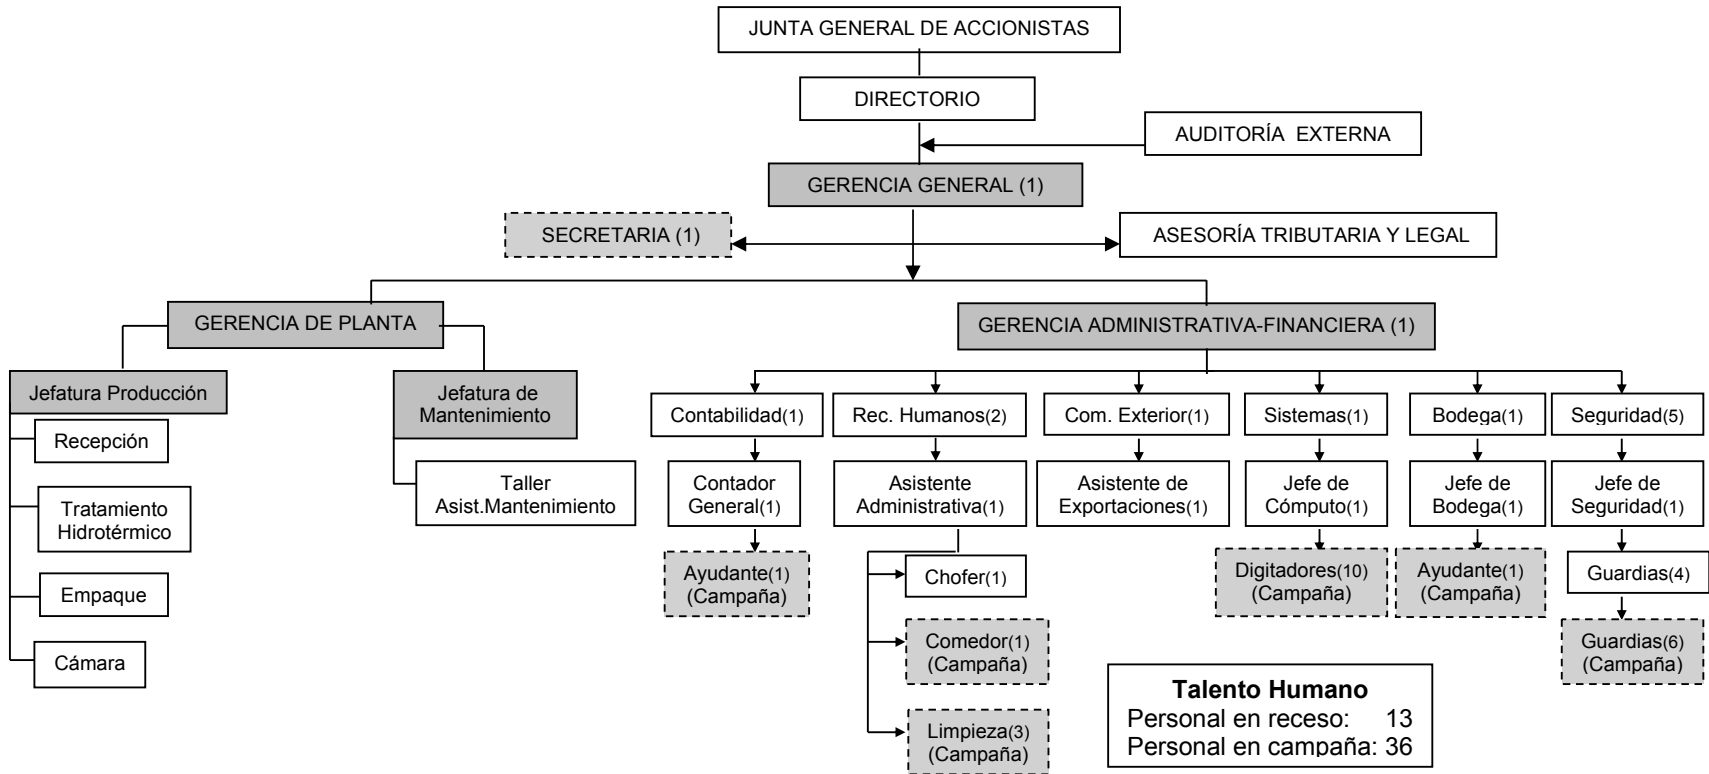 JUNTA GENERAL DE ACCIONISTAS
DIRECTORIO
AUDITORÍA EXTERNA
GERENCIA GENERAL (1)
SECRETARIA (1)
ASESORÍA TRIBUTARIA Y LEGAL
GERENCIA DE PLANTA
GERENCIA ADMINISTRATIVA-FINANCIERA (1)
Jefatura Producción
Recepción
Tratamiento
Hidrotérmico
Empaque
Cámara
Jefatura de
Mantenimiento
Taller
Asist.Mantenimiento
Contabilidad(1)
Contador
General(1)
Ayudante(1)
(Campaña)
Rec. Humanos(2)
Asistente
Administrativa(1)
Chofer(1)
Comedor(1)
(Campaña)
Limpieza(3)
(Campaña)
Com. Exterior(1)
Asistente de
Exportaciones(1)
Sistemas(1)
Jefe de
Cómputo(1)
Digitadores(10)
(Campaña)
Bodega(1)
Jefe de
Bodega(1)
Ayudante(1)
(Campaña)
Seguridad(5)
Jefe de
Seguridad(1)
Guardias(4)
Guardias(6)
(Campaña)
Talento Humano
Personal en receso: 13
Personal en campaña: 36